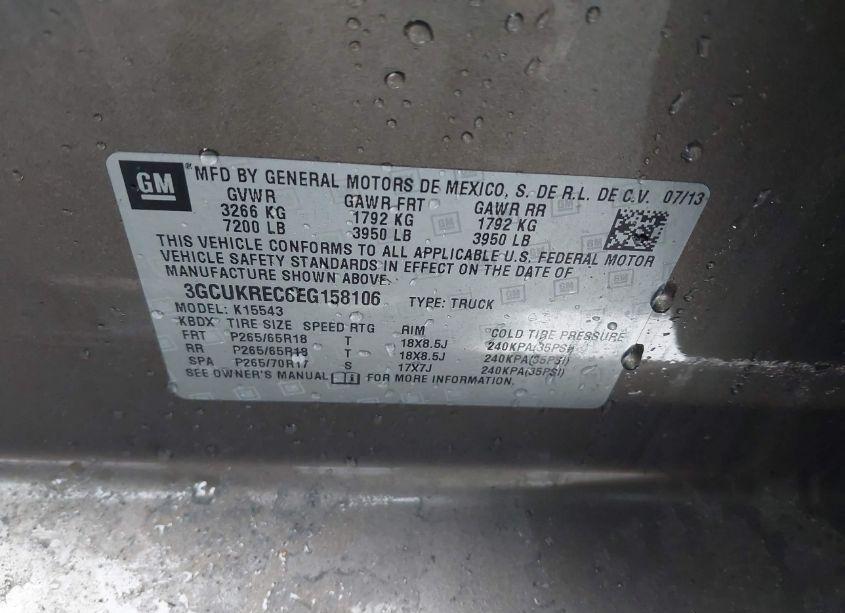 GM
MFD BY GENERAL MOTORS DE MEXICO, S. DE R.L. DE C.V. 07/13
GVWR GAWR FRT GAWR RR
3266 KG 1792 KG 1792 KG
7200 LB 3950 LB 3950 LB
THIS VEHICLE CONFORMS TO ALL APPLICABLE U.S. FEDERAL MOTOR
VEHICLE SAFETY STANDARDS IN EFFECT ON THE DATE OF
MANUFACTURE SHOWN ABOVE.
3GCUKREC6EG158106 TYPE: TRUCK
MODEL: K15543
KBDX TIRE SIZE SPEED RTG RIM COLD TIRE PRESSURE
FRT P265/65R18 T 18X8.5J 240KPA(35PSI)
RR P265/65R18 T 18X8.5J 240KPA(35PSI)
SPA P265/70R17 S 17X7J 240KPA(35PSI)
SEE OWNER'S MANUAL FOR MORE INFORMATION.